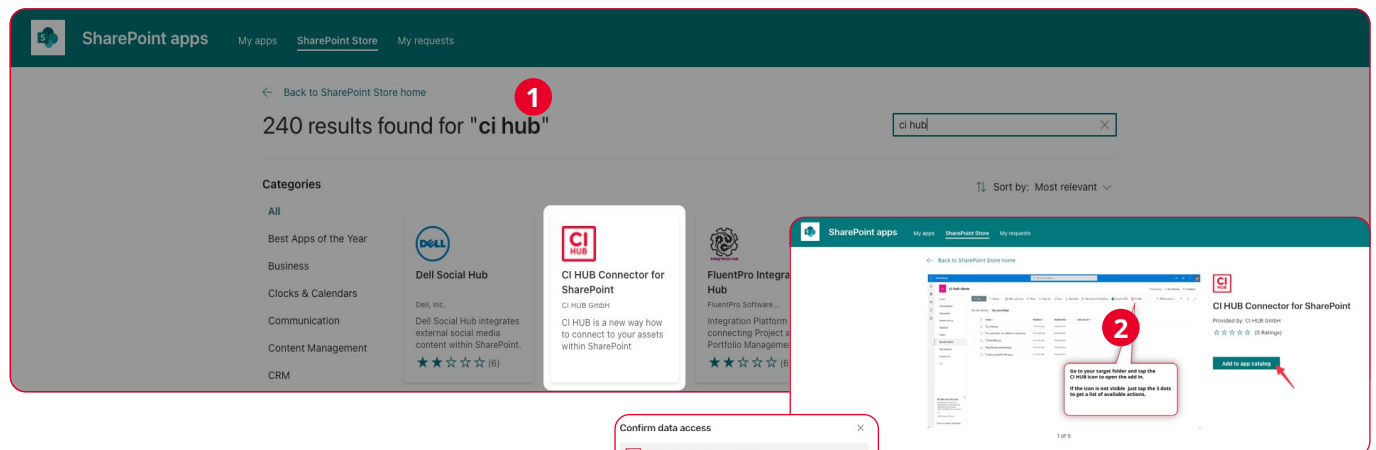 SharePoint apps
My apps SharePoint Store My requests
← Back to SharePoint Store home
1
240 results found for "ci hub"
ci hub
Categories
Sort by: Most relevant
All
Best Apps of the Year
Business
Clocks & Calendars
Communication
Content Management
CRM
DELL
Dell Social Hub
Dell, Inc.
Dell Social Hub integrates
external social media
content within SharePoint.
(6)
CI
HUB
CI HUB Connector for
SharePoint
CI HUB GmbH
CI HUB is a new way how
to connect to your assets
within SharePoint
FluentPro Integra
Hub
FluentPro Software...
Integration Platform
connecting Project a
Portfolio Managemen
(6
SharePoint apps
My apps SharePoint Store My requests
← Back to SharePoint Store home
ci-hub-demo
2
Go to your target folder and tap the
CI HUB icon to open the add in.
If the icon is not visible just tap the 3 dots
to get a list of available actions.
1 of 5
CI
HUB
CI HUB Connector for SharePoint
Provided by: CI HUB GmbH
(0 Ratings)
Add to app catalog
Confirm data access